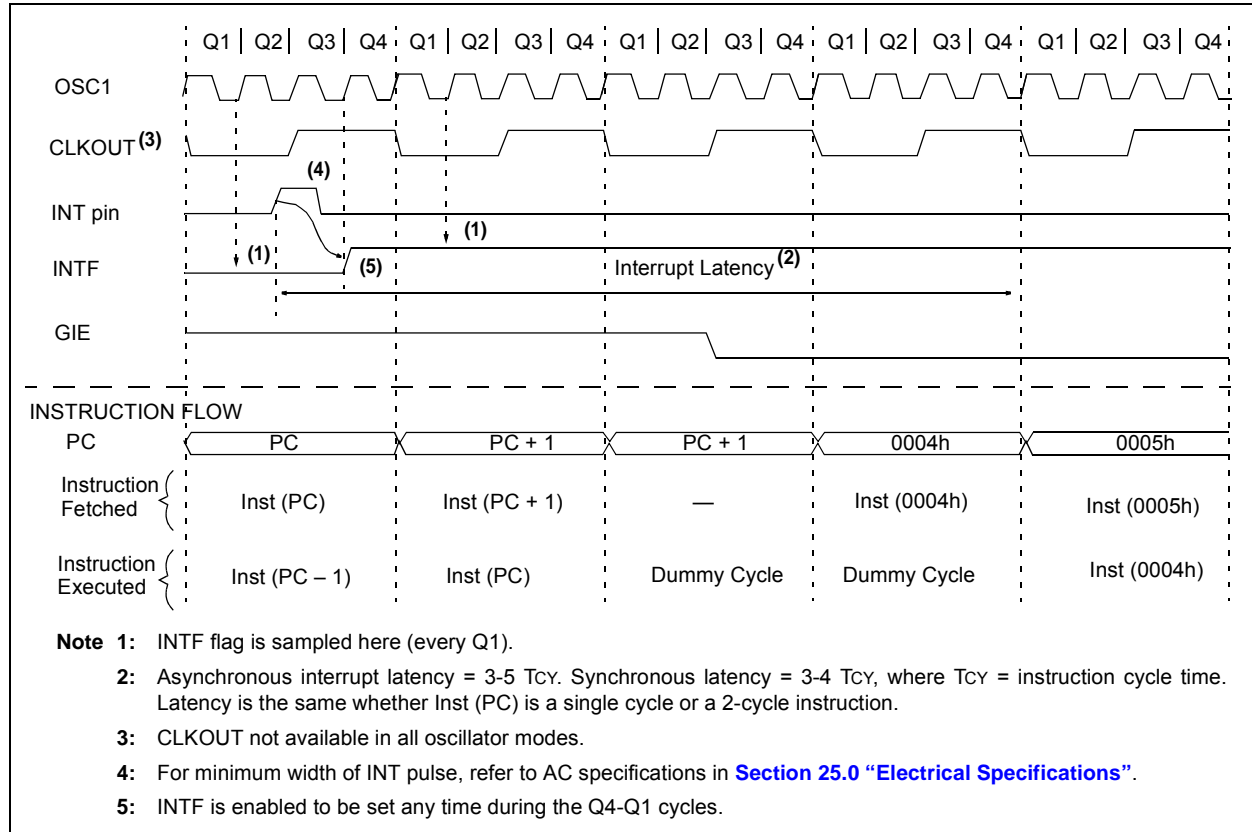 Q1 Q2 Q3 Q4 Q1 Q2 Q3 Q4 Q1 Q2 Q3 Q4 Q1 Q2 Q3 Q4 Q1 Q2 Q3 Q4
OSC1
CLKOUT (3)
(4)
INT pin
(1)
(1)
INTF
(5)
Interrupt Latency (2)
GIE
INSTRUCTION FLOW
PC PC PC + 1 PC + 1 0004h 0005h
Instruction
Fetched
Inst (PC) Inst (PC + 1) — Inst (0004h) Inst (0005h)
Instruction
Executed
Inst (PC – 1) Inst (PC) Dummy Cycle Dummy Cycle Inst (0004h)
Note 1: INTF flag is sampled here (every Q1).
2: Asynchronous interrupt latency = 3-5 TCY. Synchronous latency = 3-4 TCY, where TCY = instruction cycle time.
Latency is the same whether Inst (PC) is a single cycle or a 2-cycle instruction.
3: CLKOUT not available in all oscillator modes.
4: For minimum width of INT pulse, refer to AC specifications in Section 25.0 “Electrical Specifications”.
5: INTF is enabled to be set any time during the Q4-Q1 cycles.